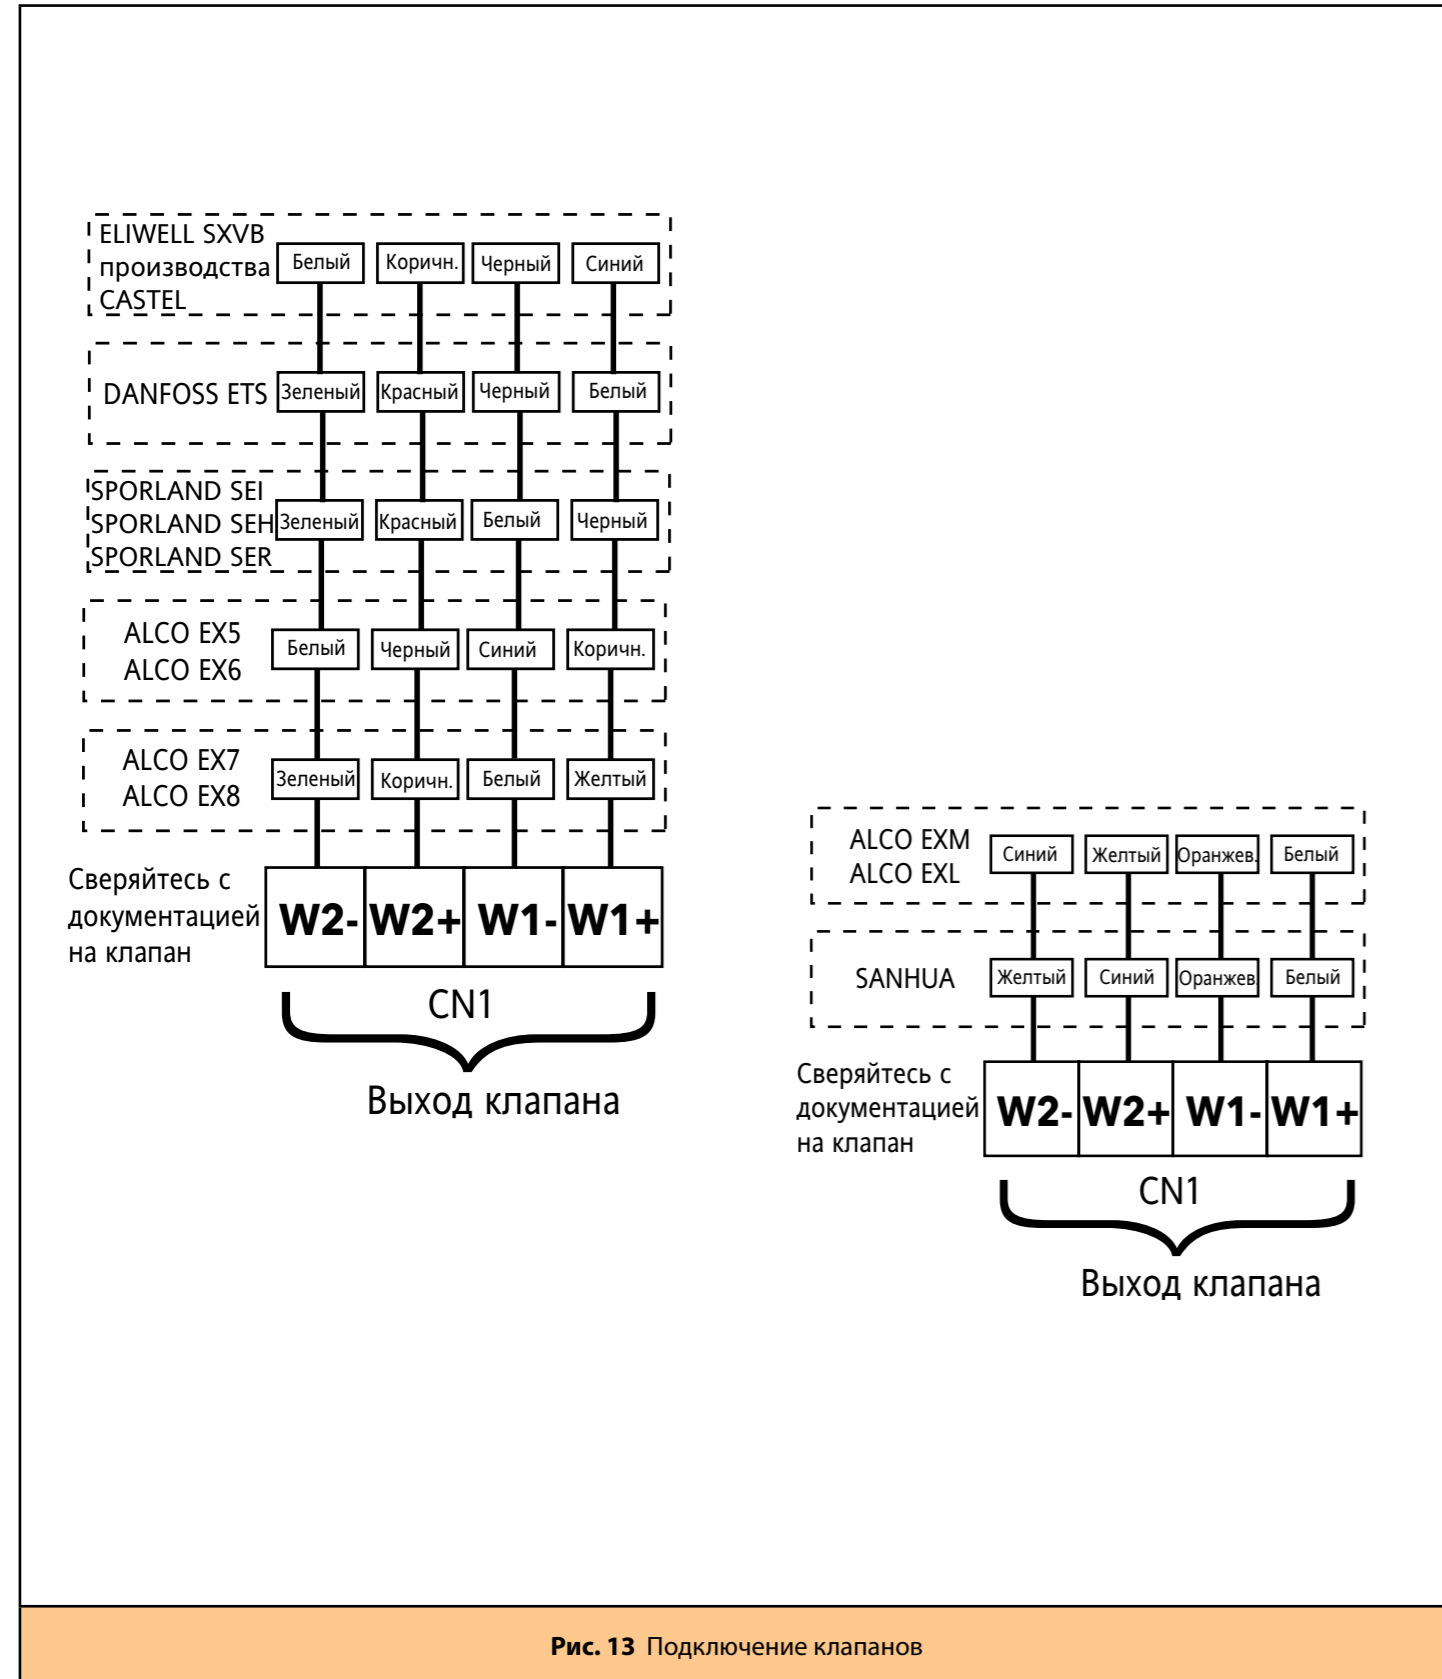 ELIWELL SXVB
производства
CASTEL
Белый Коричн. Черный Синий
DANFOSS ETS Зеленый Красный Черный Белый
SPORLAND SEI
SPORLAND SEH
SPORLAND SER
Зеленый Красный Белый Черный
ALCO EX5
ALCO EX6
Белый Черный Синий Коричн.
ALCO EX7
ALCO EX8
Зеленый Коричн. Белый Желтый
Сверяйтесь с
документацией
на клапан
W2- W2+ W1- W1+
CN1
Выход клапана
ALCO EXM
ALCO EXL
Синий Желтый Оранжев. Белый
SANHUA Желтый Синий Оранжев Белый
Сверяйтесь с
документацией
на клапан
W2- W2+ W1- W1+
CN1
Выход клапана
Рис. 13 Подключение клапанов